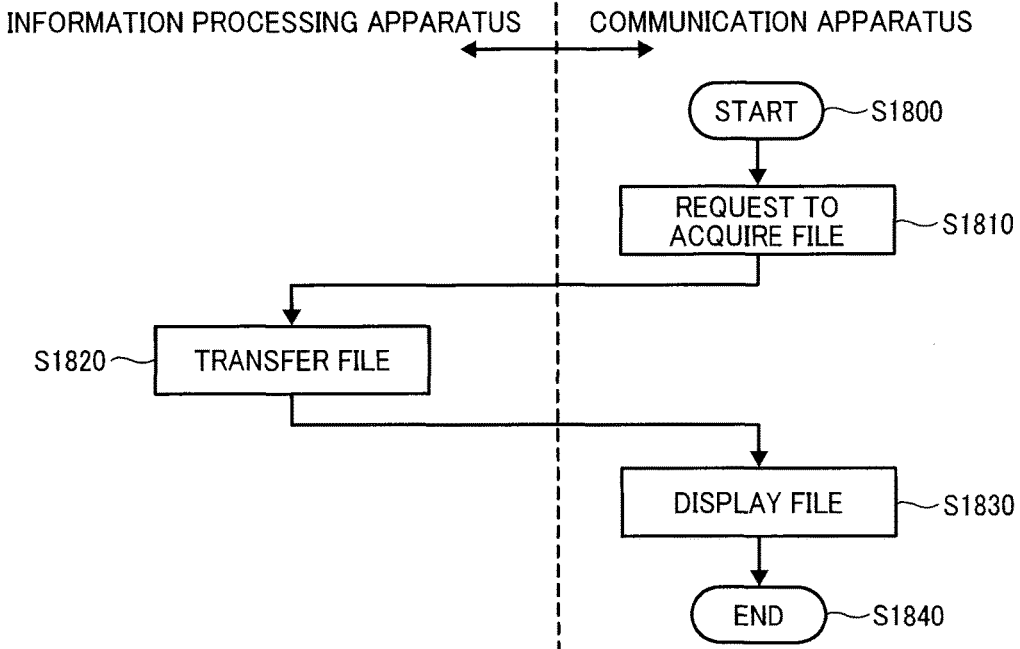 INFORMATION PROCESSING APPARATUS
COMMUNICATION APPARATUS
START
S1800
REQUEST TO
ACQUIRE FILE
S1810
S1820
TRANSFER FILE
DISPLAY FILE
S1830
END
S1840